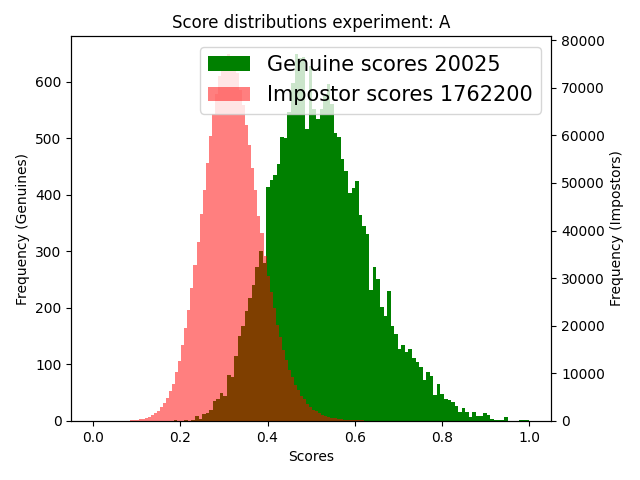 Score distributions experiment: A
Genuine scores 20025
Impostor scores 1762200
Frequency (Genuines)
600
500
400
300
200
100
0
Frequency (Impostors)
80000
70000
60000
50000
40000
30000
20000
10000
0
0.0 0.2 0.4 0.6 0.8 1.0
Scores